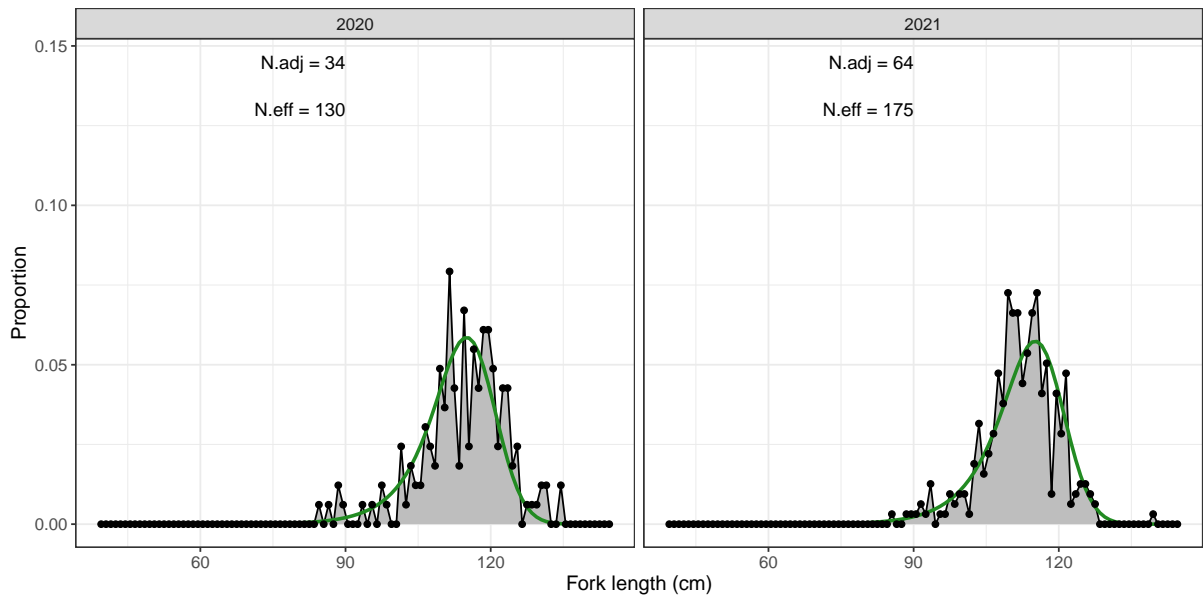 2020
2021
N.adj = 34
N.eff = 130
N.adj = 64
N.eff = 175
Proportion
0.15
0.10
0.05
0.00
60
90
120
60
90
120
Fork length (cm)